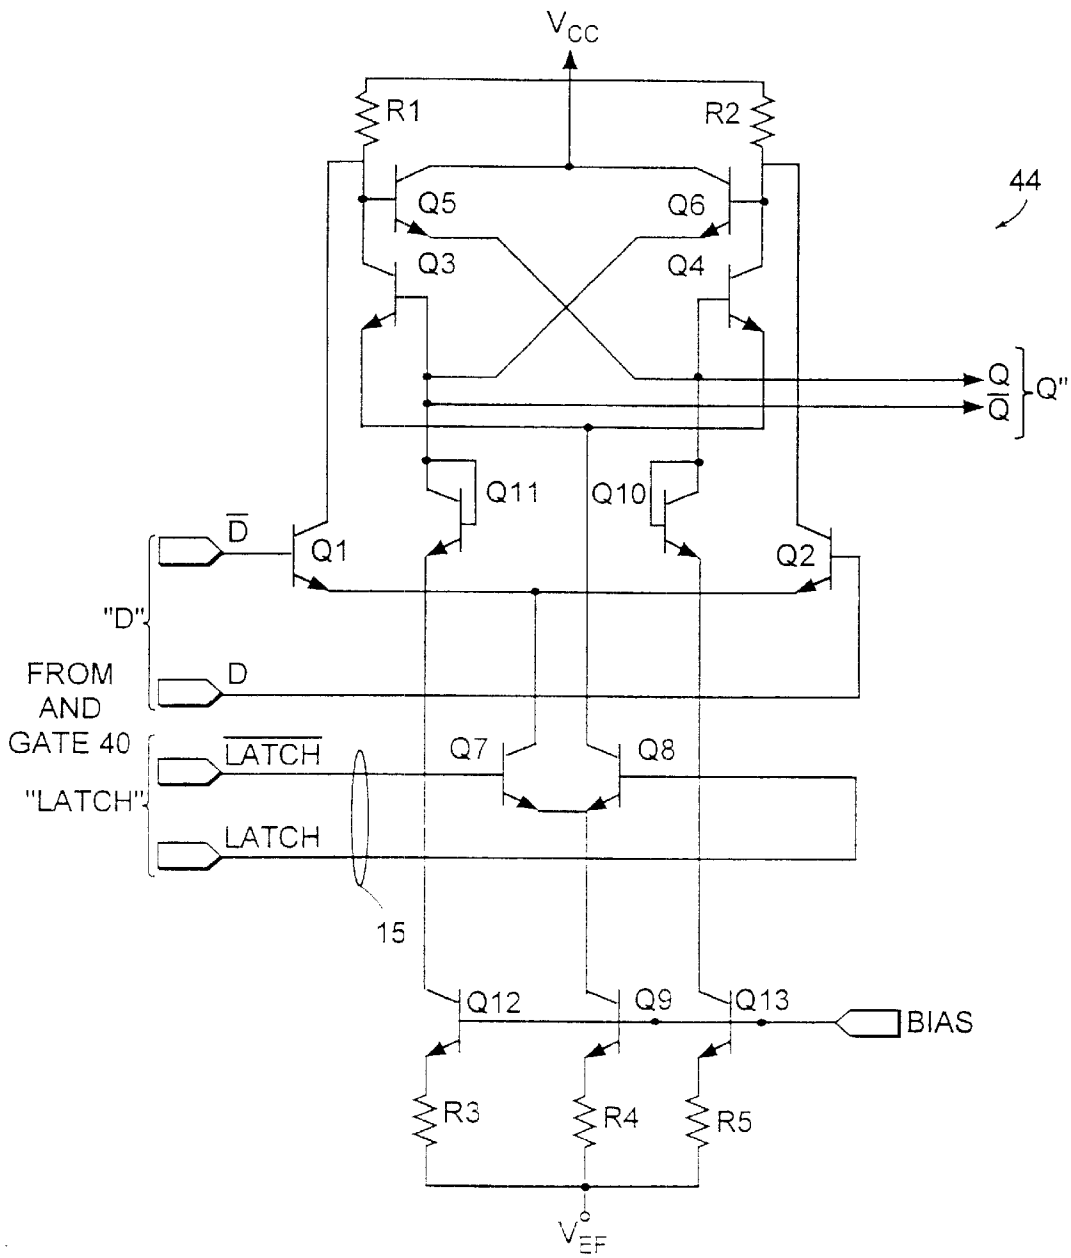 V_CC
R1
R2
44
Q5
Q6
Q3
Q4
Q
Q̅
Q"
Q11
Q10
D̅
Q1
Q2
"D"
D
FROM
AND
GATE 40
L̅A̅T̅C̅H̅
Q7
Q8
"LATCH"
LATCH
15
Q12
Q9
Q13
BIAS
R3
R4
R5
V_EF